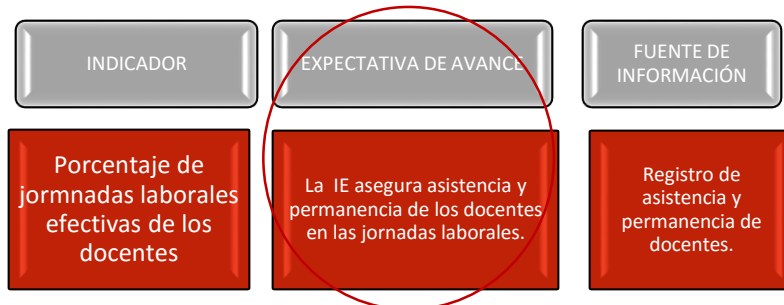 INDICADOR
EXPECTATIVA DE AVANCE
FUENTE DE
INFORMACIÓN
Porcentaje de
jormnadas laborales
efectivas de los
docentes
La IE asegura asistencia y
permanencia de los docentes
en las jornadas laborales.
Registro de
asistencia y
permanencia de
docentes.